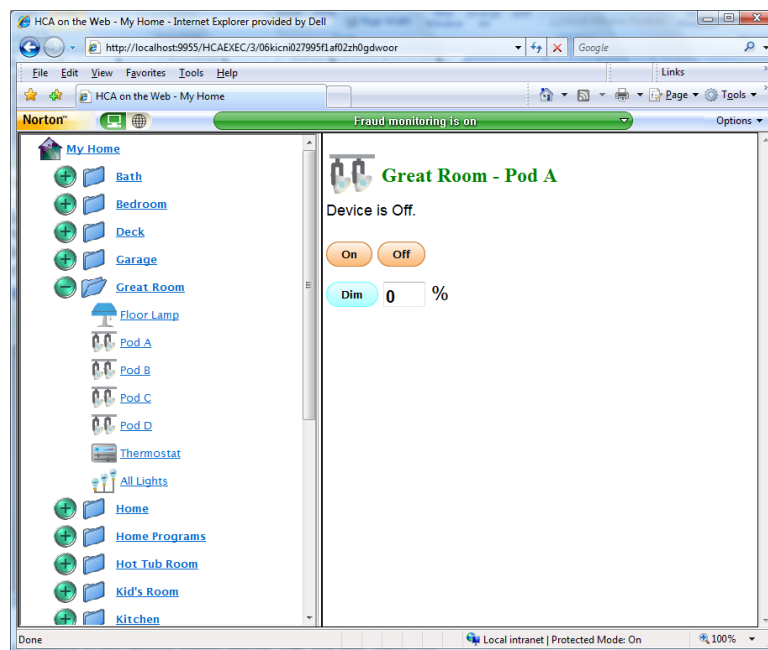 HCA on the Web - My Home - Internet Explorer provided by Dell
http://localhost:9955/HCAEXEC/3/06kicni027995f1af02zh0gdwoor
Google
File Edit View Favorites Tools Help
Links
HCA on the Web - My Home
Page Tools
Norton™
Fraud monitoring is on
Options
My Home
Bath
Bedroom
Deck
Garage
Great Room
Floor Lamp
Pod A
Pod B
Pod C
Pod D
Thermostat
All Lights
Home
Home Programs
Hot Tub Room
Kid's Room
Kitchen
Great Room - Pod A
Device is Off.
On Off
Dim 0 %
Done
Local intranet | Protected Mode: On
100%